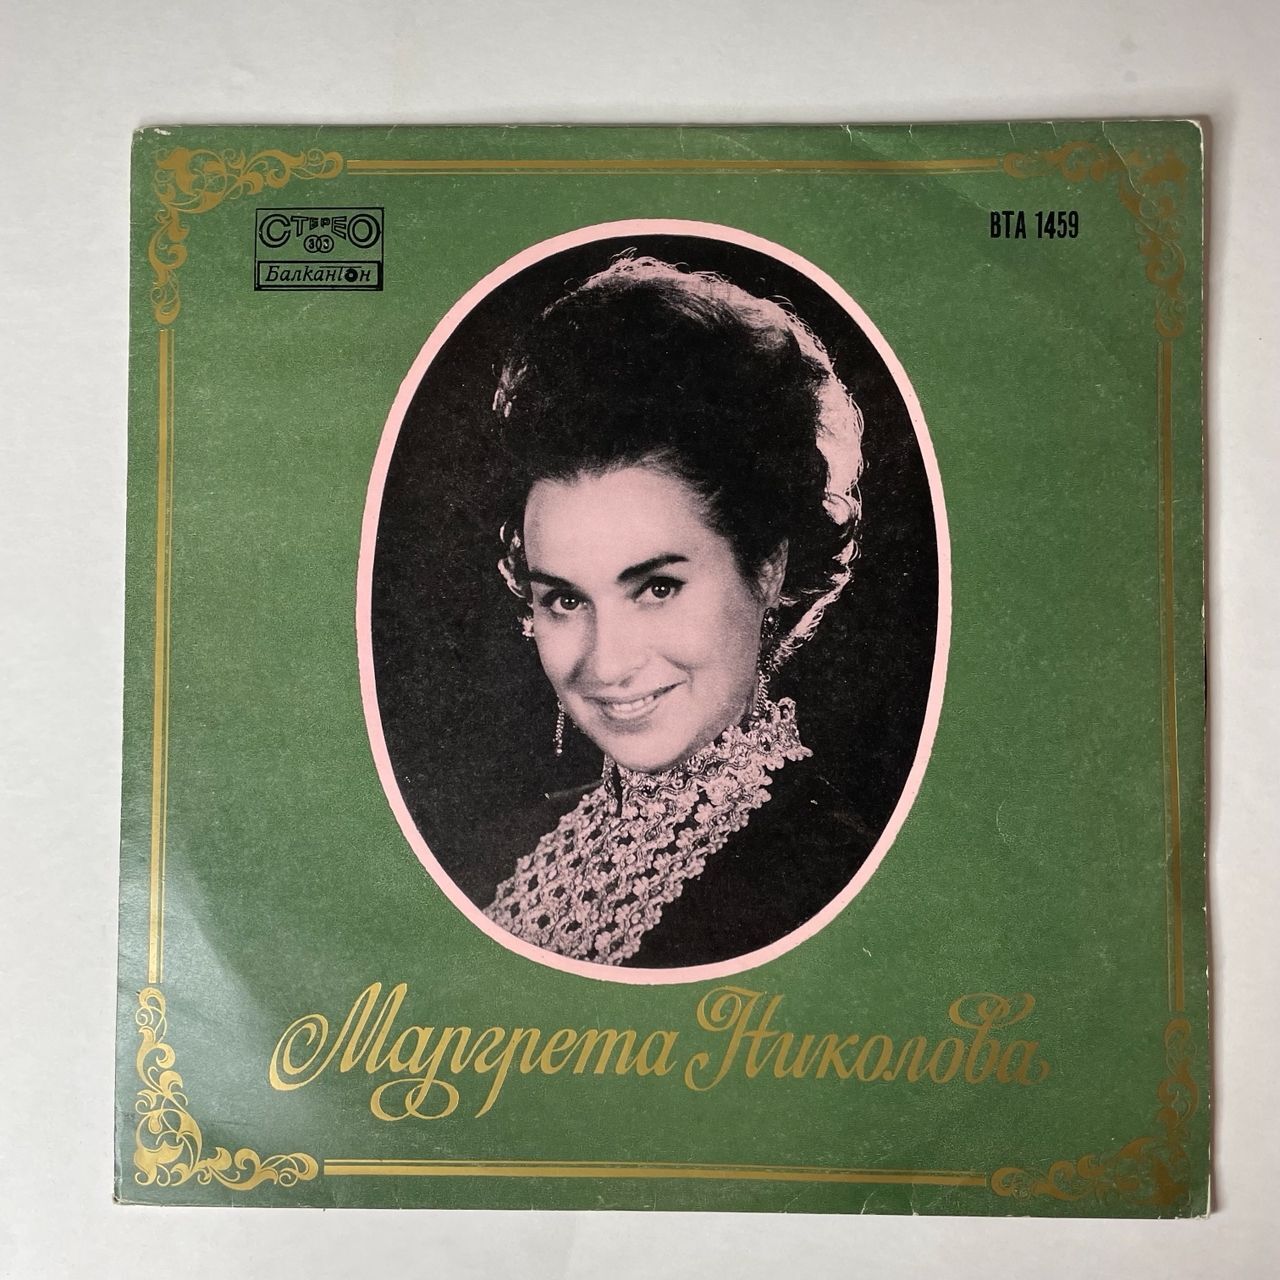 СТЕРЕО
33
Балкантон
ВТА 1459
Маргрета Николова